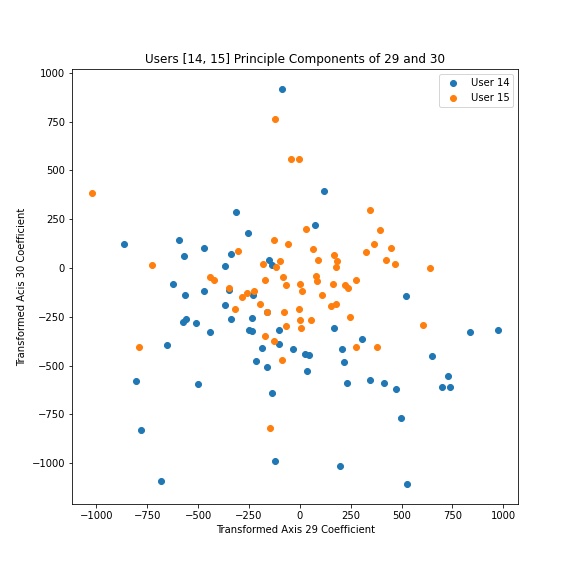 Users [14, 15] Principle Components of 29 and 30
User 14
User 15
Transformed Acis 30 Coefficient
1000
750
500
250
0
−250
−500
−750
−1000
−1000 −750 −500 −250 0 250 500 750 1000
Transformed Axis 29 Coefficient